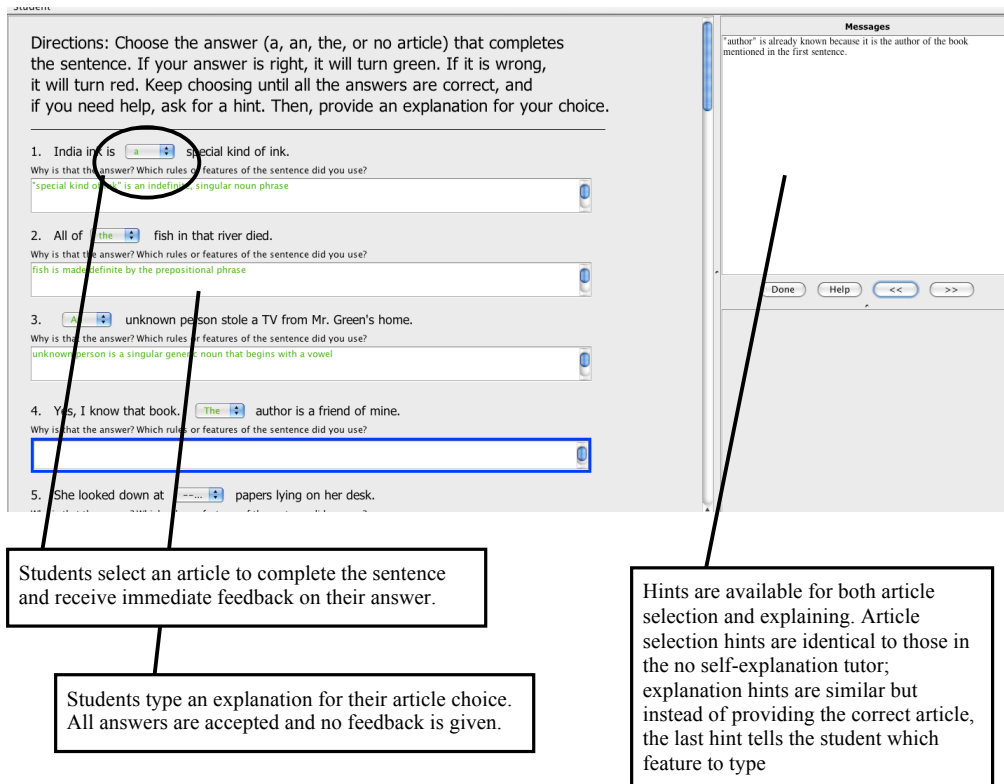 Student
Directions: Choose the answer (a, an, the, or no article) that completes
the sentence. If your answer is right, it will turn green. If it is wrong,
it will turn red. Keep choosing until all the answers are correct, and
if you need help, ask for a hint. Then, provide an explanation for your choice.
1. India ink is a special kind of ink.
Why is that the answer? Which rules or features of the sentence did you use?
"special kind of ink" is an indefinite, singular noun phrase
2. All of the fish in that river died.
Why is that the answer? Which rules or features of the sentence did you use?
fish is made definite by the prepositional phrase
3. unknown person stole a TV from Mr. Green's home.
Why is that the answer? Which rules or features of the sentence did you use?
unknown person is a singular generic noun that begins with a vowel
4. Yes, I know that book. The author is a friend of mine.
Why is that the answer? Which rules or features of the sentence did you use?
5. She looked down at --... papers lying on her desk.
Messages
"author" is already known because it is the author of the book
mentioned in the first sentence.
Done Help << >>
Students select an article to complete the sentence
and receive immediate feedback on their answer.
Students type an explanation for their article choice.
All answers are accepted and no feedback is given.
Hints are available for both article
selection and explaining. Article
selection hints are identical to those in
the no self-explanation tutor;
explanation hints are similar but
instead of providing the correct article,
the last hint tells the student which
feature to type